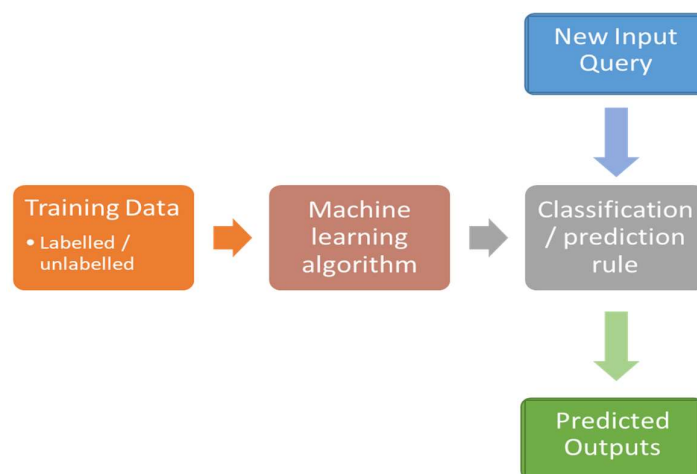 New Input
Query
Training Data
• Labelled /
unlabelled
Machine
learning
algorithm
Classification
/ prediction
rule
Predicted
Outputs